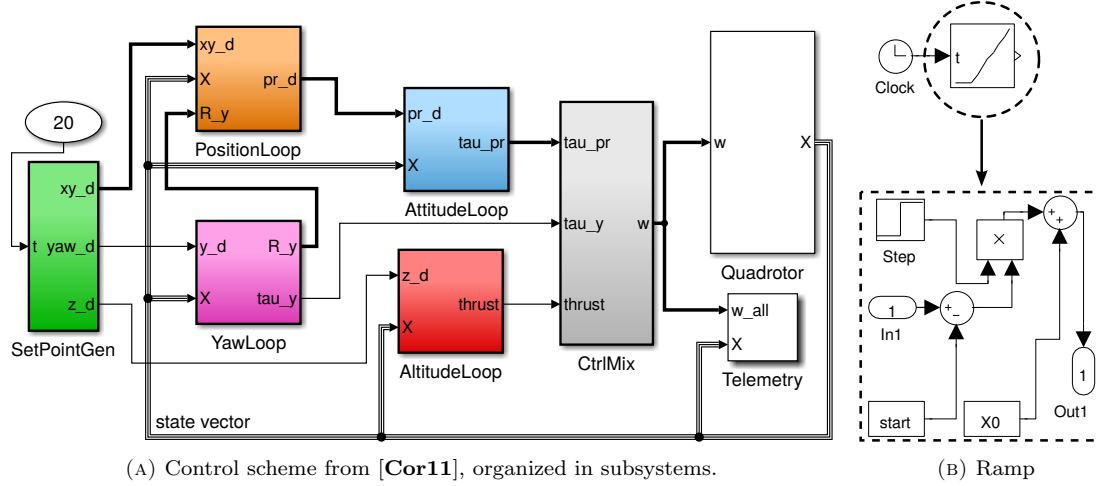 xy_d
X
R_y
pr_d
PositionLoop
20
t
xy_d
yaw_d
z_d
SetPointGen
y_d
X
R_y
tau_y
YawLoop
pr_d
X
tau_pr
AttitudeLoop
z_d
X
thrust
AltitudeLoop
tau_pr
tau_y
thrust
w
CtrlMix
w
X
Quadrotor
w_all
X
Telemetry
state vector
(A) Control scheme from [Cor11], organized in subsystems.
t
Clock
Step
×
+
+
1
In1
+
−
start
X0
1
Out1
(B) Ramp